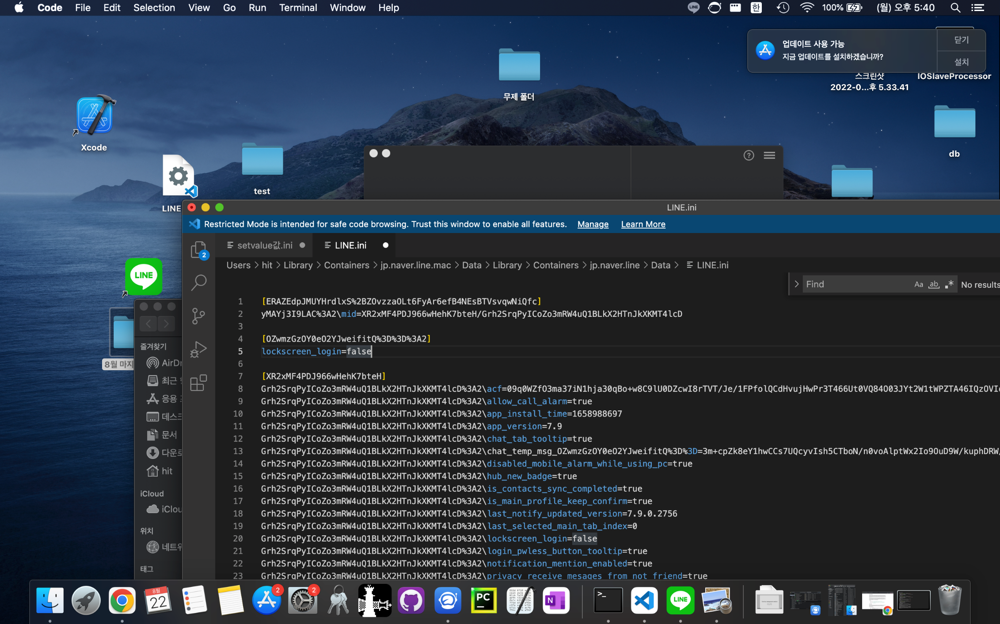 Code File Edit Selection View Go Run Terminal Window Help
LINE 한 100% (월) 오후 5:40
업데이트 사용 가능
지금 업데이트를 설치하겠습니까?
닫기
설치
스크린샷
2022-0...후 5.33.41
IOSlaveProcessor
무제 폴더
Xcode
test
db
LINE
LINE
8월 마지
즐겨찾기
AirDr
최근
응용
데스크
문서
다운로
hit
iCloud
iClou
위치
네트워
태그
?
LINE.ini
Restricted Mode is intended for safe code browsing. Trust this window to enable all features. Manage Learn More
2
setvalue값.ini
LINE.ini
Users > hit > Library > Containers > jp.naver.line.mac > Data > Library > Containers > jp.naver.line > Data > LINE.ini
Find Aa ab .* No results
1 [ERAZEdpJMUYHrdlxS%2BZOvzzaOLt6FyAr6efB4NEsBTVsvqwNiQfc]
2 yMAYj3I9LAC%3A2\mid=XR2xMF4PDJ966wHehK7bteH/Grh2SrqPyICoZo3mRW4uQ1BLkX2HTnJkXKMT4lcD
3
4 [OZwmzGzOY0eO2YJweifitQ%3D%3D%3A2]
5 lockscreen_login=false
6
7 [XR2xMF4PDJ966wHehK7bteH]
8 Grh2SrqPyICoZo3mRW4uQ1BLkX2HTnJkXKMT4lcD%3A2\acf=09q0WZfO3ma37iN1hja30qBo+w8C9lU0DZcwI8rTVT/Je/1FPfolQCdHvujHwPr3T466Ut0VQ84O03JYt2W1tWPZTA46IQzOVI
9 Grh2SrqPyICoZo3mRW4uQ1BLkX2HTnJkXKMT4lcD%3A2\allow_call_alarm=true
10 Grh2SrqPyICoZo3mRW4uQ1BLkX2HTnJkXKMT4lcD%3A2\app_install_time=1658988697
11 Grh2SrqPyICoZo3mRW4uQ1BLkX2HTnJkXKMT4lcD%3A2\app_version=7.9
12 Grh2SrqPyICoZo3mRW4uQ1BLkX2HTnJkXKMT4lcD%3A2\chat_tab_tooltip=true
13 Grh2SrqPyICoZo3mRW4uQ1BLkX2HTnJkXKMT4lcD%3A2\chat_temp_msg_OZwmzGzOY0eO2YJweifitQ%3D%3D=3m+cpZk8eY1hwCCs7UQcyvIsh5CTboN/n0voAlptWx2Io9OuD9W/kuphDRW/
14 Grh2SrqPyICoZo3mRW4uQ1BLkX2HTnJkXKMT4lcD%3A2\disabled_mobile_alarm_while_using_pc=true
15 Grh2SrqPyICoZo3mRW4uQ1BLkX2HTnJkXKMT4lcD%3A2\hub_new_badge=true
16 Grh2SrqPyICoZo3mRW4uQ1BLkX2HTnJkXKMT4lcD%3A2\is_contacts_sync_completed=true
17 Grh2SrqPyICoZo3mRW4uQ1BLkX2HTnJkXKMT4lcD%3A2\is_main_profile_keep_confirm=true
18 Grh2SrqPyICoZo3mRW4uQ1BLkX2HTnJkXKMT4lcD%3A2\last_notify_updated_version=7.9.0.2756
19 Grh2SrqPyICoZo3mRW4uQ1BLkX2HTnJkXKMT4lcD%3A2\last_selected_main_tab_index=0
20 Grh2SrqPyICoZo3mRW4uQ1BLkX2HTnJkXKMT4lcD%3A2\lockscreen_login=false
21 Grh2SrqPyICoZo3mRW4uQ1BLkX2HTnJkXKMT4lcD%3A2\login_pwless_button_tooltip=true
22 Grh2SrqPyICoZo3mRW4uQ1BLkX2HTnJkXKMT4lcD%3A2\notification_mention_enabled=true
23 Grh2SrqPyICoZo3mRW4uQ1BLkX2HTnJkXKMT4lcD%3A2\privacy_receive_mesages_from_not_friend=true
8월
22
2
2
PC
N
>_
LINE